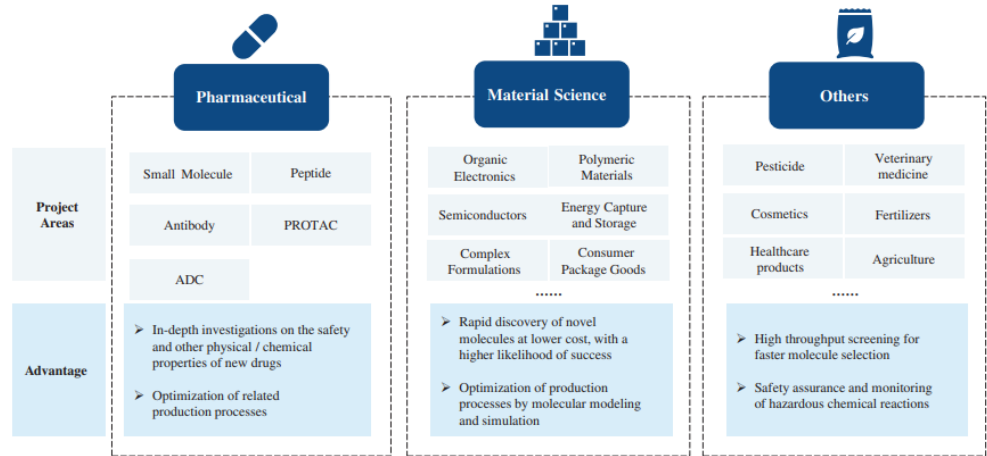 Pharmaceutical
Material Science
Others
Project
Areas
Small Molecule
Peptide
Antibody
PROTAC
ADC
Organic
Electronics
Polymeric
Materials
Semiconductors
Energy Capture
and Storage
Complex
Formulations
Consumer
Package Goods
......
Pesticide
Veterinary
medicine
Cosmetics
Fertilizers
Healthcare
products
Agriculture
......
Advantage
➢ In-depth investigations on the safety
and other physical / chemical
properties of new drugs
➢ Optimization of related
production processes
➢ Rapid discovery of novel
molecules at lower cost, with a
higher likelihood of success
➢ Optimization of production
processes by molecular modeling
and simulation
➢ High throughput screening for
faster molecule selection
➢ Safety assurance and monitoring
of hazardous chemical reactions